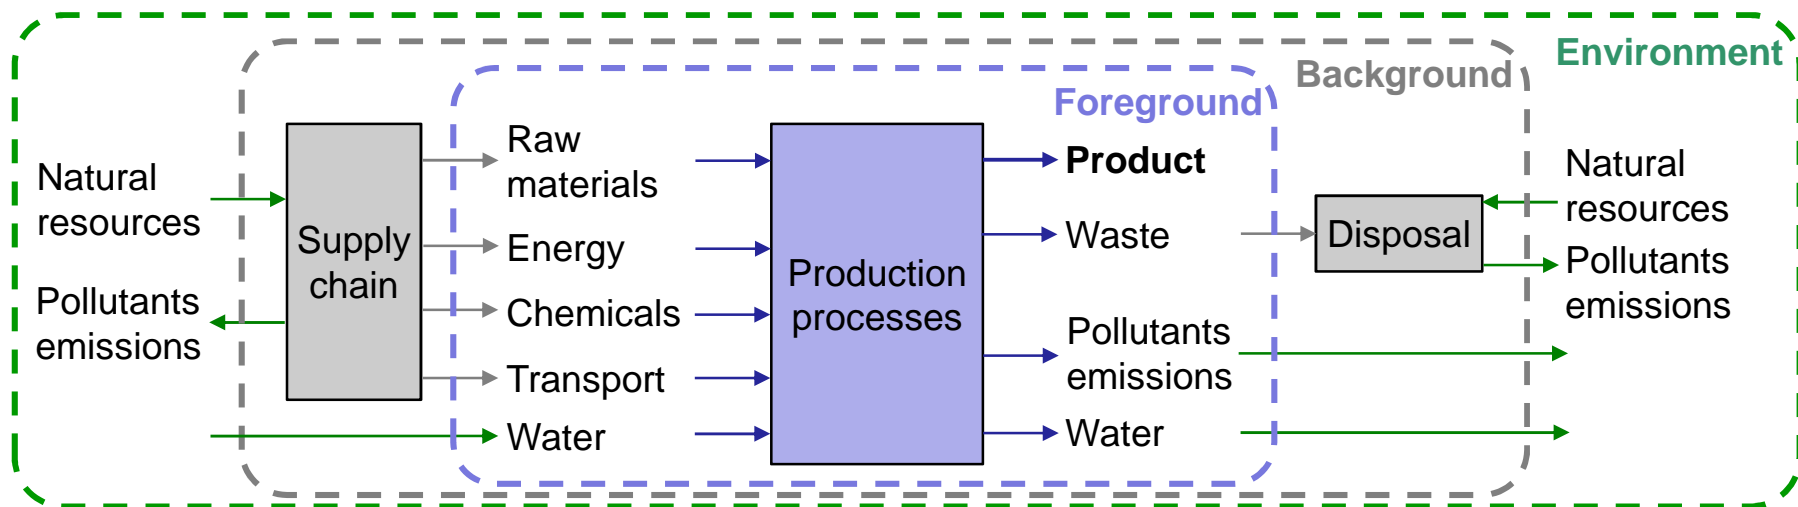 Environment
Background
Foreground
Natural
resources
Pollutants
emissions
Supply
chain
Raw
materials
Energy
Chemicals
Transport
Water
Production
processes
Product
Waste
Pollutants
emissions
Water
Disposal
Natural
resources
Pollutants
emissions